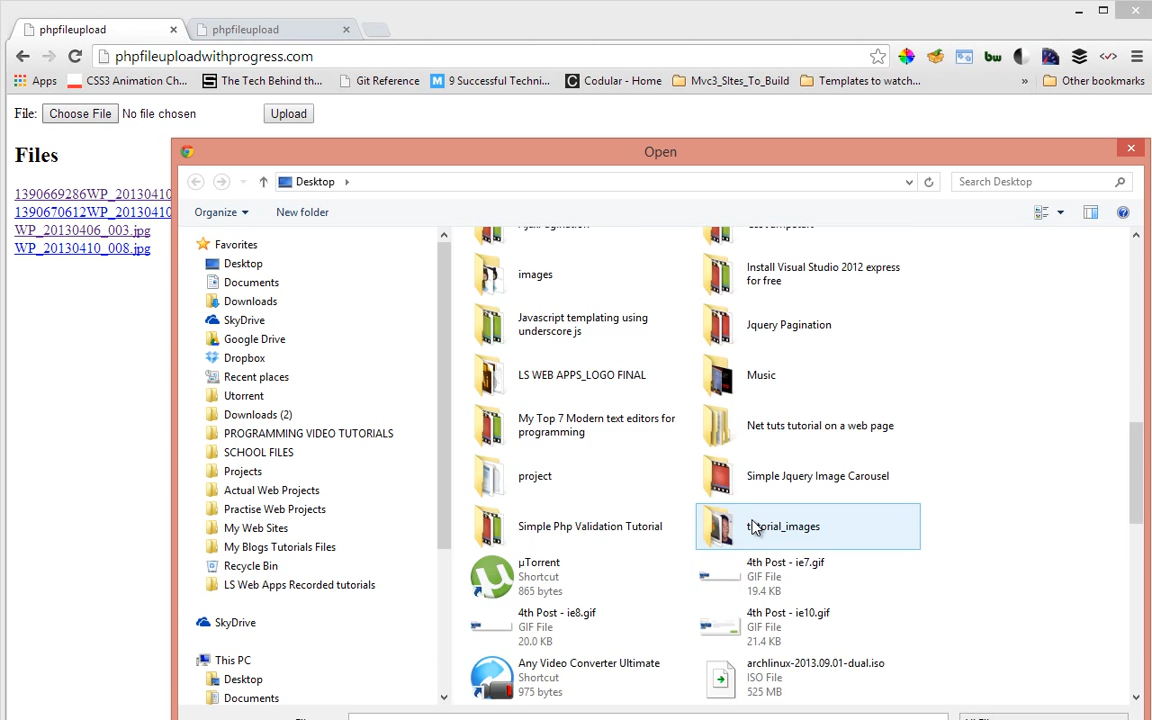 phpfileupload
phpfileupload
phpfileuploadwithprogress.com
Apps
CSS3 Animation Ch...
The Tech Behind th...
Git Reference
9 Successful Techni...
Codular - Home
Mvc3_SItes_To_Build
Templates to watch...
»
Other bookmarks
File: Choose File No file chosen Upload
Files
1390669286WP_2013041
1390670612WP_2013041
WP_20130406_003.jpg
WP_20130410_008.jpg
Open
Desktop
Search Desktop
Organize
New folder
Favorites
Desktop
Documents
Downloads
SkyDrive
Google Drive
Dropbox
Recent places
Utorrent
Downloads (2)
PROGRAMMING VIDEO TUTORIALS
SCHOOL FILES
Projects
Actual Web Projects
Practise Web Projects
My Web Sites
My Blogs Tutorials Files
Recycle Bin
LS Web Apps Recorded tutorials
SkyDrive
This PC
Desktop
Documents
images
Install Visual Studio 2012 express
for free
Javascript templating using
underscore js
Jquery Pagination
LS WEB APPS_LOGO FINAL
Music
My Top 7 Modern text editors for
programming
Net tuts tutorial on a web page
project
Simple Jquery Image Carousel
Simple Php Validation Tutorial
tutorial_images
µTorrent
Shortcut
865 bytes
4th Post - ie7.gif
GIF File
19.4 KB
4th Post - ie8.gif
GIF File
20.0 KB
4th Post - ie10.gif
GIF File
21.4 KB
Any Video Converter Ultimate
Shortcut
975 bytes
archlinux-2013.09.01-dual.iso
ISO File
525 MB